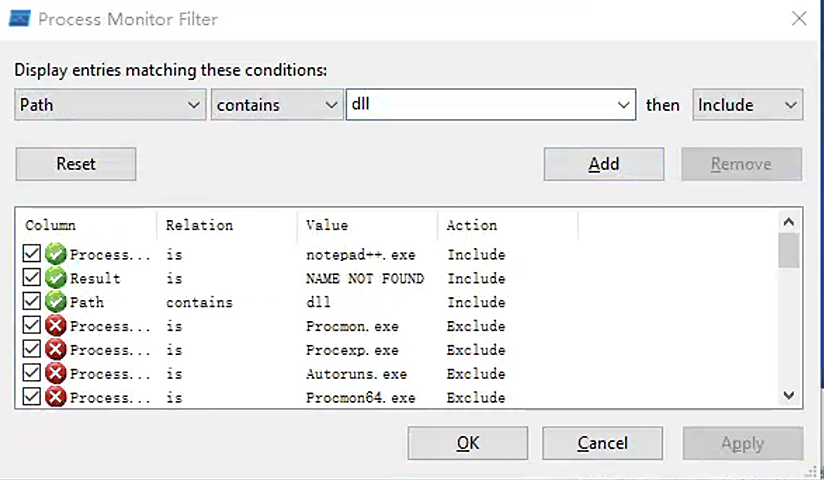 Process Monitor Filter
Display entries matching these conditions:
Path contains dll then Include
Reset Add Remove
Column Relation Value Action
Process... is notepad++.exe Include
Result is NAME NOT FOUND Include
Path contains dll Include
Process... is Procmon.exe Exclude
Process... is Procexp.exe Exclude
Process... is Autoruns.exe Exclude
Process... is Procmon64.exe Exclude
OK Cancel Apply